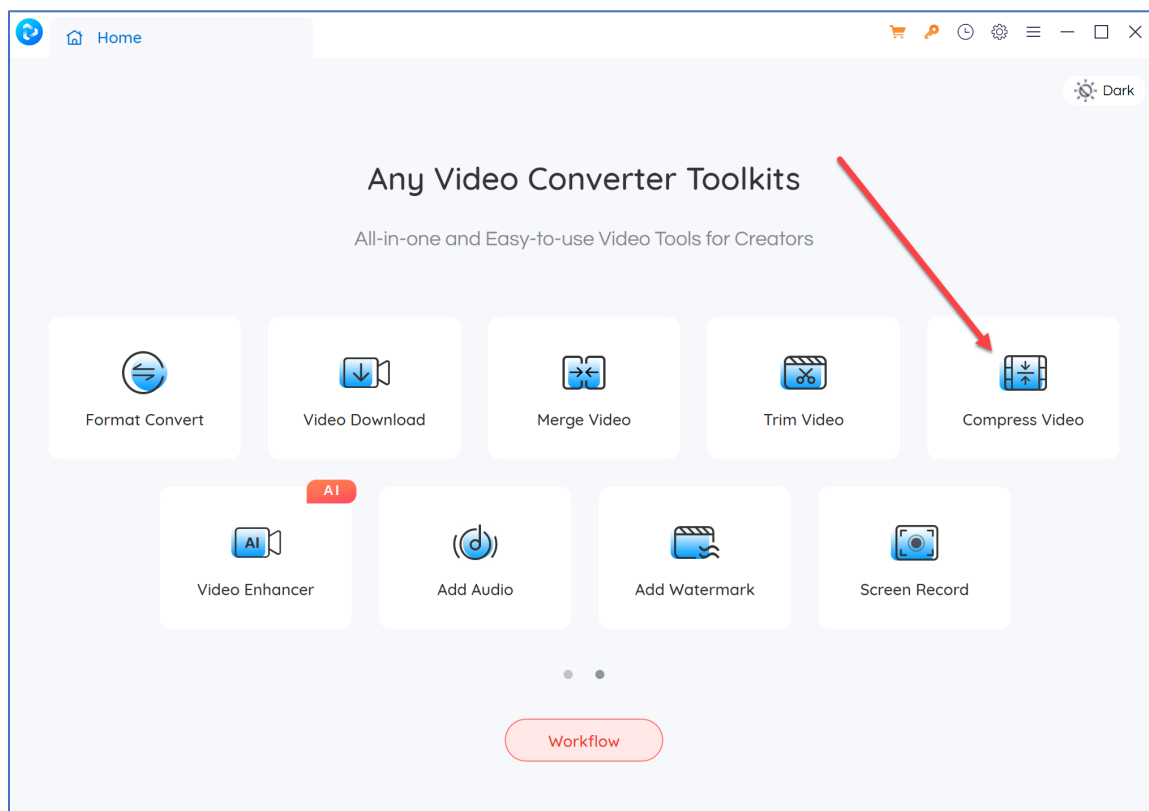 Home
Dark
Any Video Converter Toolkits
All-in-one and Easy-to-use Video Tools for Creators
Format Convert
Video Download
Merge Video
Trim Video
Compress Video
AI
AI
Video Enhancer
Add Audio
Add Watermark
Screen Record
Workflow